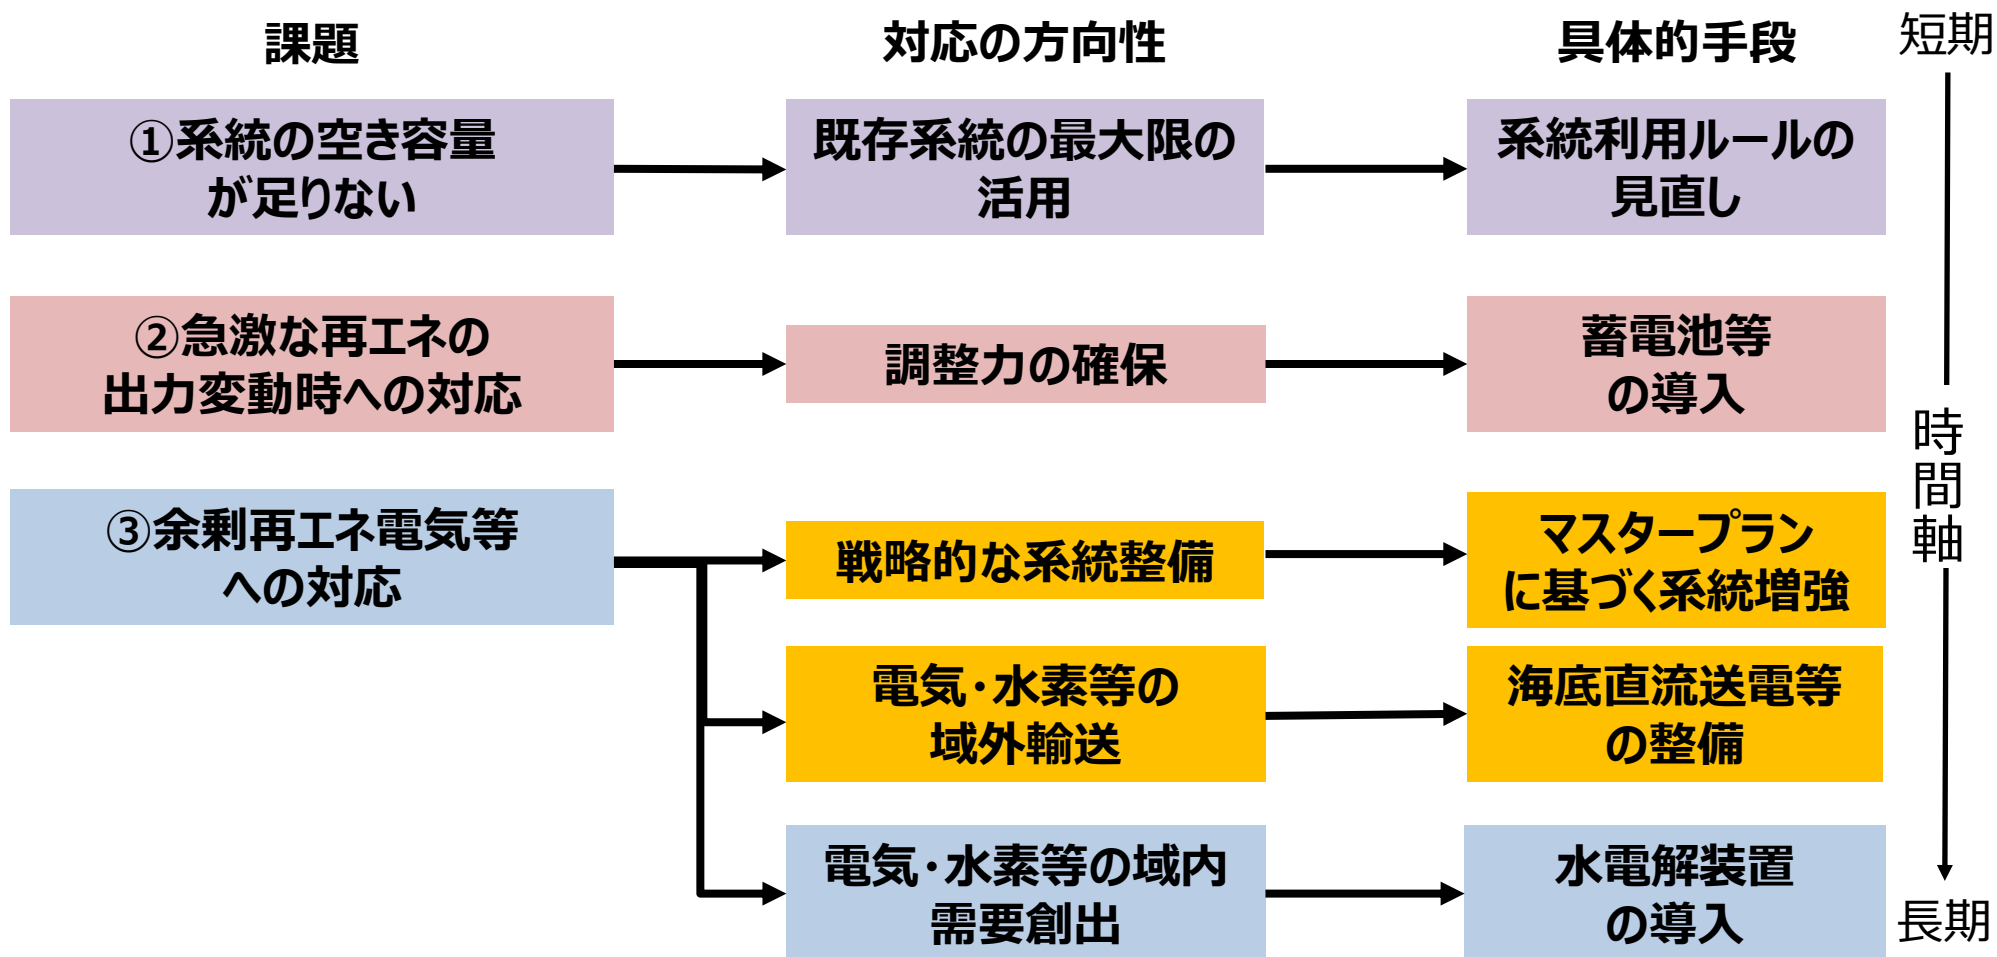 課題
対応の方向性
具体的手段
短期
①系統の空き容量
が足りない
既存系統の最大限の
活用
系統利用ルールの
見直し
②急激な再エネの
出力変動時への対応
調整力の確保
蓄電池等
の導入
時間軸
③余剰再エネ電気等
への対応
戦略的な系統整備
マスタープラン
に基づく系統増強
電気・水素等の
域外輸送
海底直流送電等
の整備
電気・水素等の域内
需要創出
水電解装置
の導入
長期